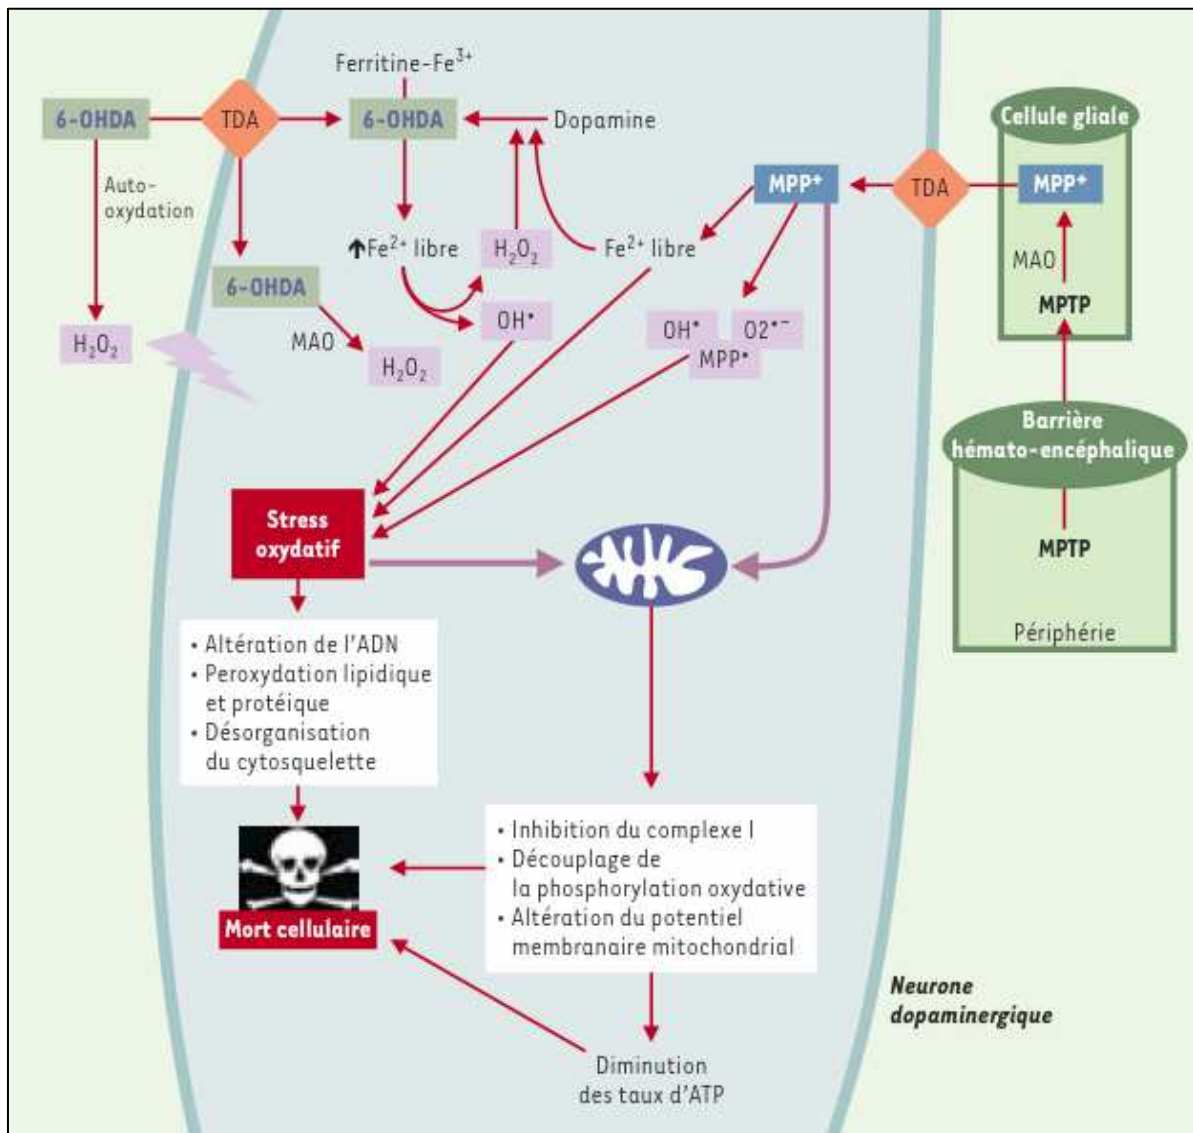 Ferritine-Fe³⁺
6-OHDA
TDA
6-OHDA
Dopamine
Auto-
oxydation
H₂O₂
6-OHDA
MAO
H₂O₂
↑Fe²⁺ libre
H₂O₂
OH•
Fe²⁺ libre
MPP⁺
OH•
O2•⁻
MPP•
TDA
Cellule gliale
MPP⁺
MAO
MPTP
Barrière
hémato-encéphalique
MPTP
Périphérie
Stress
oxydatif
• Altération de l'ADN
• Peroxydation lipidique
et protéique
• Désorganisation
du cytosquelette
Mort cellulaire
• Inhibition du complexe I
• Découplage de
la phosphorylation oxydative
• Altération du potentiel
membranaire mitochondrial
Diminution
des taux d'ATP
Neurone
dopaminergique